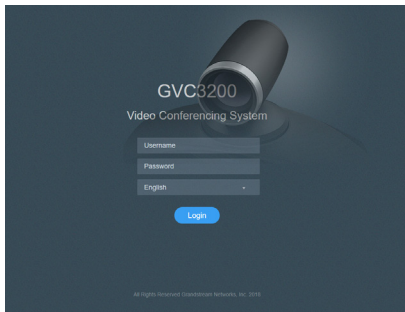 GVC3200
Video Conferencing System
Username
Password
English
Login
All Rights Reserved Grandstream Networks, Inc. 2016.